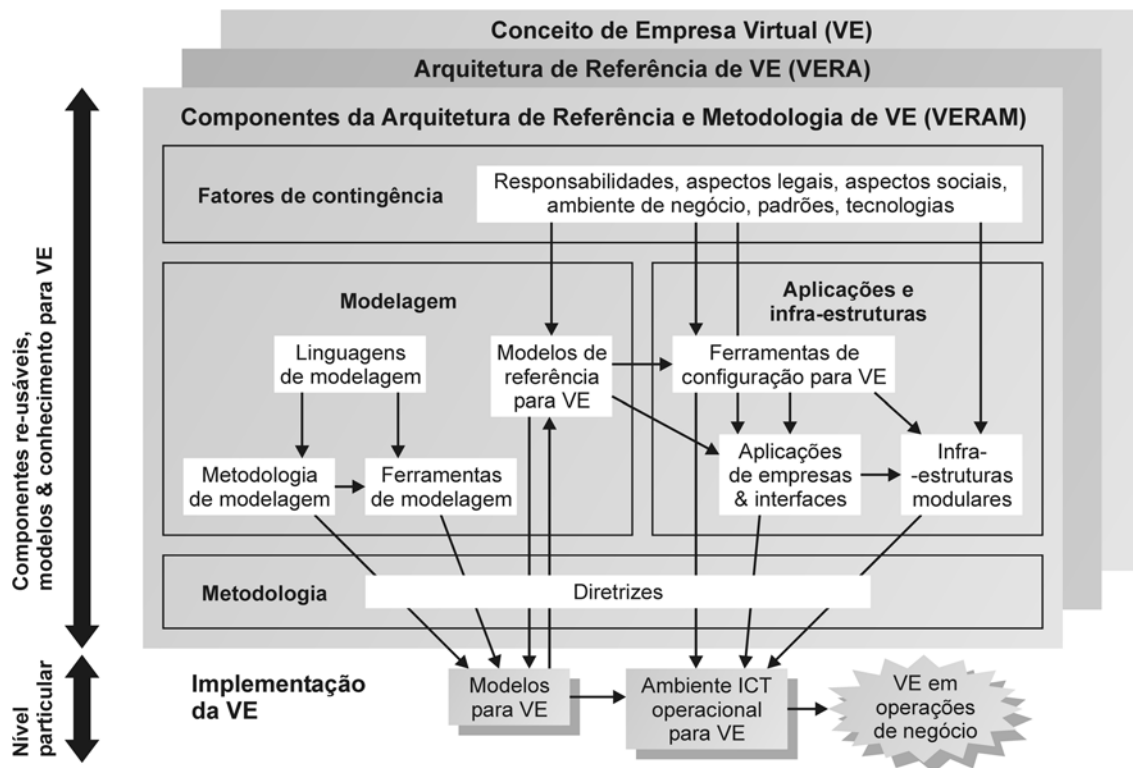 Conceito de Empresa Virtual (VE)
Arquitetura de Referência de VE (VERA)
Componentes da Arquitetura de Referência e Metodologia de VE (VERAM)
Fatores de contingência
Responsabilidades, aspectos legais, aspectos sociais,
ambiente de negócio, padrões, tecnologias
Componentes re-usáveis,
modelos & conhecimento para VE
Modelagem
Linguagens
de modelagem
Modelos de
referência
para VE
Metodologia
de modelagem
Ferramentas
de modelagem
Aplicações e
infra-estruturas
Ferramentas de
configuração para VE
Aplicações
de empresas
& interfaces
Infra-
-estruturas
modulares
Metodologia
Diretrizes
Nível
particular
Implementação
da VE
Modelos
para VE
Ambiente ICT
operacional
para VE
VE em
operações
de negócio